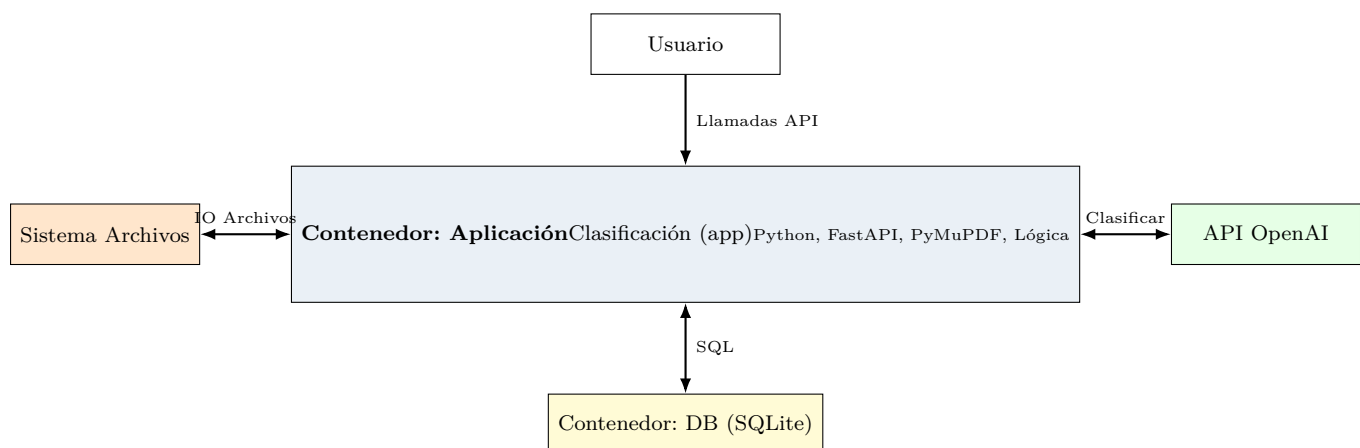 Usuario
Llamadas API
IO Archivos
Clasificar
Sistema Archivos
Contenedor: AplicaciónClasificación (app)Python, FastAPI, PyMuPDF, Lógica
API OpenAI
SQL
Contenedor: DB (SQLite)